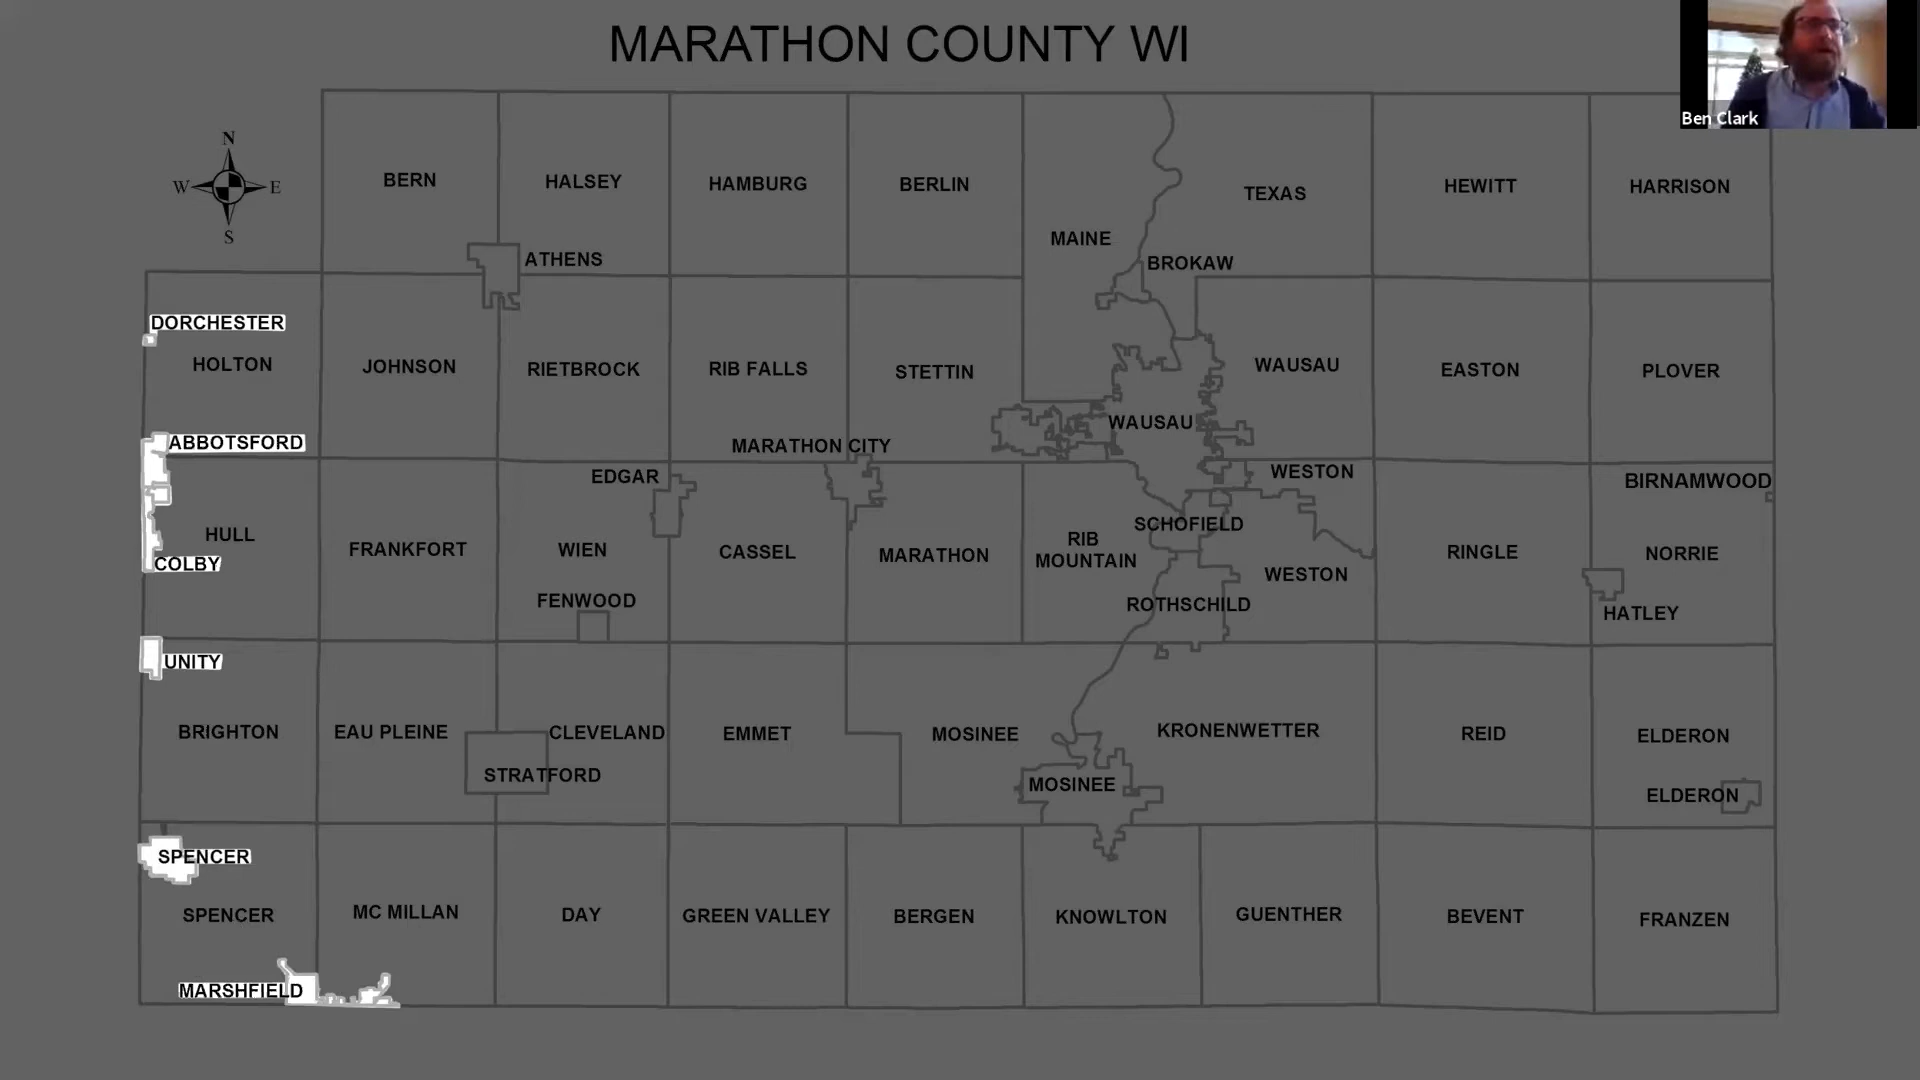 MARATHON COUNTY WI
Ben Clark
N
W E
S
BERN
HALSEY
HAMBURG
BERLIN
TEXAS
HEWITT
HARRISON
MAINE
ATHENS
BROKAW
DORCHESTER
HOLTON
JOHNSON
RIETBROCK
RIB FALLS
STETTIN
WAUSAU
EASTON
PLOVER
WAUSAU
ABBOTSFORD
MARATHON CITY
EDGAR
WESTON
BIRNAMWOOD
HULL
FRANKFORT
WIEN
CASSEL
MARATHON
RIB
MOUNTAIN
SCHOFIELD
RINGLE
NORRIE
COLBY
WESTON
FENWOOD
ROTHSCHILD
HATLEY
UNITY
BRIGHTON
EAU PLEINE
CLEVELAND
EMMET
MOSINEE
KRONENWETTER
REID
ELDERON
STRATFORD
MOSINEE
ELDERON
SPENCER
SPENCER
MC MILLAN
DAY
GREEN VALLEY
BERGEN
KNOWLTON
GUENTHER
BEVENT
FRANZEN
MARSHFIELD